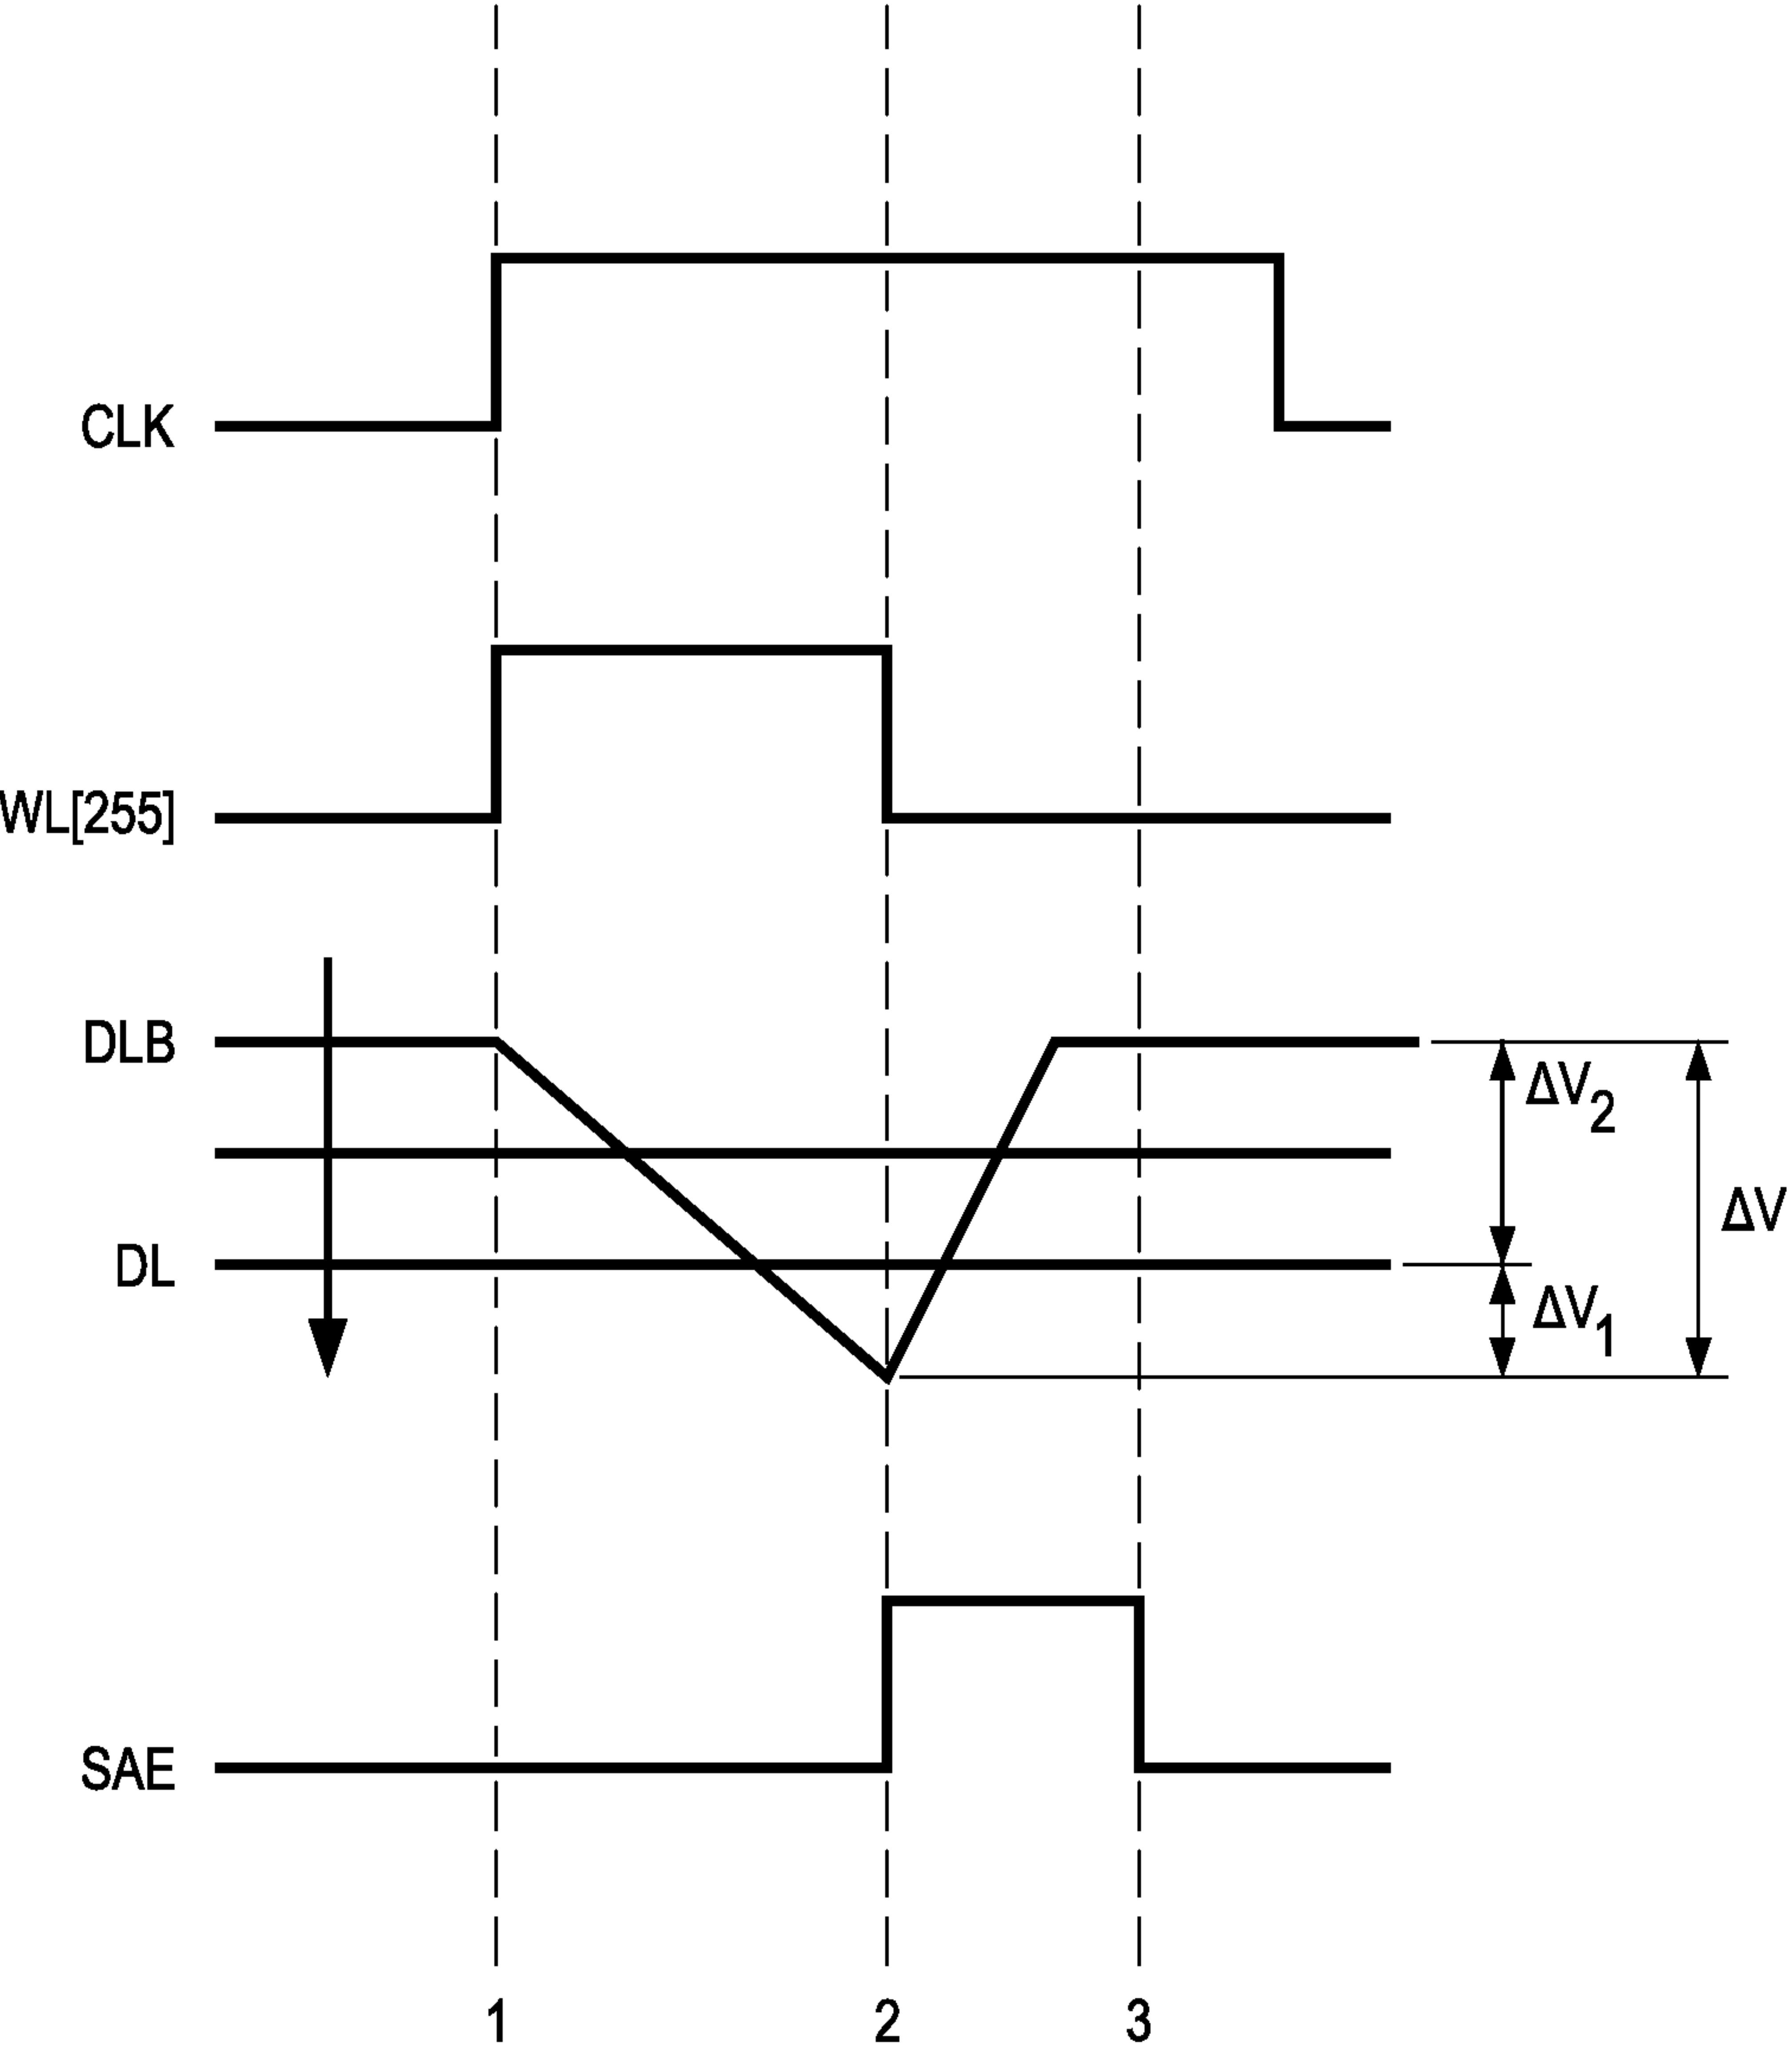 CLK
WL[255]
DLB
ΔV2
ΔV
DL
ΔV1
SAE
1 2 3